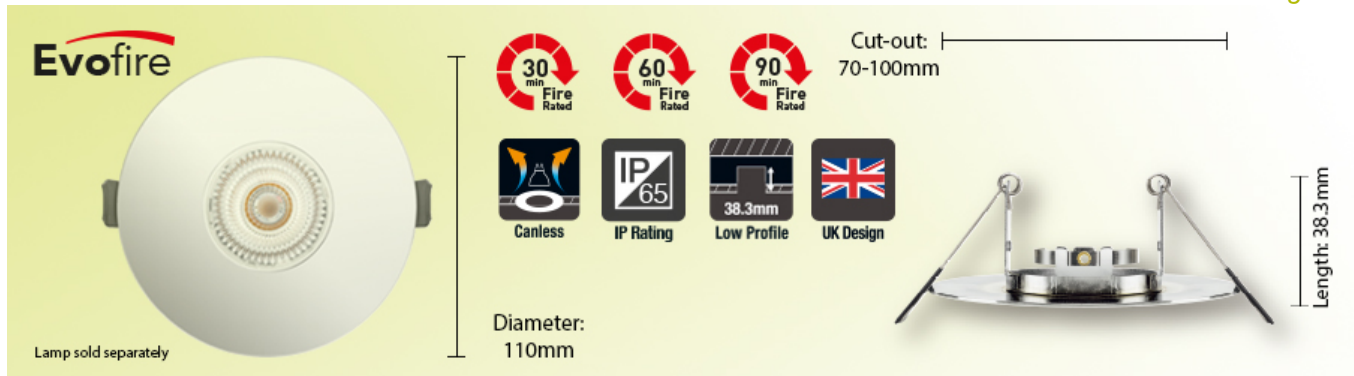 Evofire
Lamp sold separately
Diameter:
110mm
30
min
Fire
Rated
60
min
Fire
Rated
90
min
Fire
Rated
Canless
IP
65
IP Rating
38.3mm
Low Profile
UK Design
Cut-out:
70-100mm
Length: 38.3mm